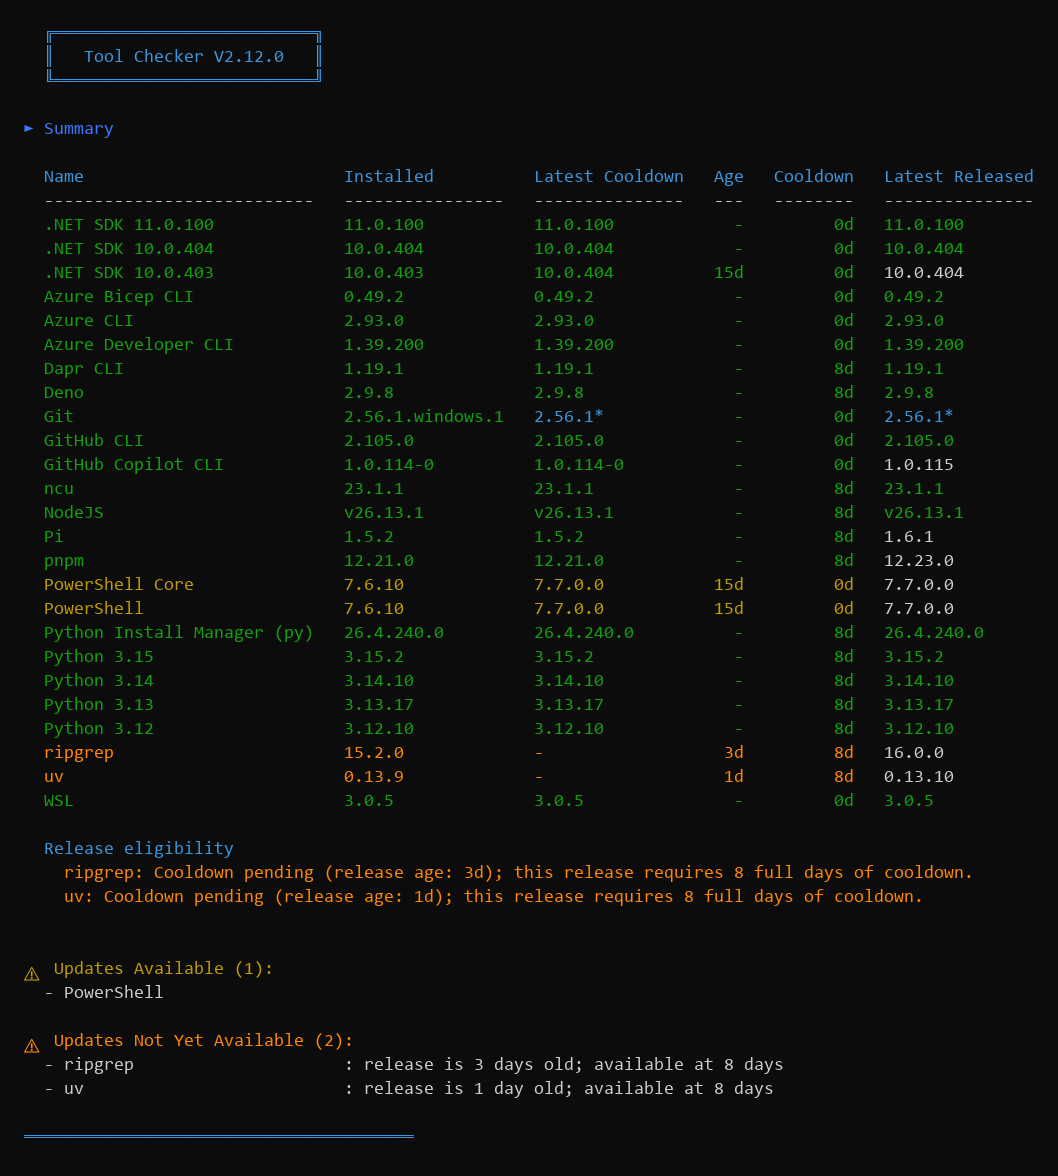 Tool Checker V2.12.0
► Summary
Name Installed Latest Cooldown Age Cooldown Latest Released
--------------------------- ---------------- --------------- --- -------- ---------------
.NET SDK 11.0.100 11.0.100 11.0.100 - 0d 11.0.100
.NET SDK 10.0.404 10.0.404 10.0.404 - 0d 10.0.404
.NET SDK 10.0.403 10.0.403 10.0.404 15d 0d 10.0.404
Azure Bicep CLI 0.49.2 0.49.2 - 0d 0.49.2
Azure CLI 2.93.0 2.93.0 - 0d 2.93.0
Azure Developer CLI 1.39.200 1.39.200 - 0d 1.39.200
Dapr CLI 1.19.1 1.19.1 - 8d 1.19.1
Deno 2.9.8 2.9.8 - 8d 2.9.8
Git 2.56.1.windows.1 2.56.1* - 0d 2.56.1*
GitHub CLI 2.105.0 2.105.0 - 0d 2.105.0
GitHub Copilot CLI 1.0.114-0 1.0.114-0 - 0d 1.0.115
ncu 23.1.1 23.1.1 - 8d 23.1.1
NodeJS v26.13.1 v26.13.1 - 8d v26.13.1
Pi 1.5.2 1.5.2 - 8d 1.6.1
pnpm 12.21.0 12.21.0 - 8d 12.23.0
PowerShell Core 7.6.10 7.7.0.0 15d 0d 7.7.0.0
PowerShell 7.6.10 7.7.0.0 15d 0d 7.7.0.0
Python Install Manager (py) 26.4.240.0 26.4.240.0 - 8d 26.4.240.0
Python 3.15 3.15.2 3.15.2 - 8d 3.15.2
Python 3.14 3.14.10 3.14.10 - 8d 3.14.10
Python 3.13 3.13.17 3.13.17 - 8d 3.13.17
Python 3.12 3.12.10 3.12.10 - 8d 3.12.10
ripgrep 15.2.0 - 3d 8d 16.0.0
uv 0.13.9 - 1d 8d 0.13.10
WSL 3.0.5 3.0.5 - 0d 3.0.5
Release eligibility
ripgrep: Cooldown pending (release age: 3d); this release requires 8 full days of cooldown.
uv: Cooldown pending (release age: 1d); this release requires 8 full days of cooldown.
⚠ Updates Available (1):
- PowerShell
⚠ Updates Not Yet Available (2):
- ripgrep : release is 3 days old; available at 8 days
- uv : release is 1 day old; available at 8 days